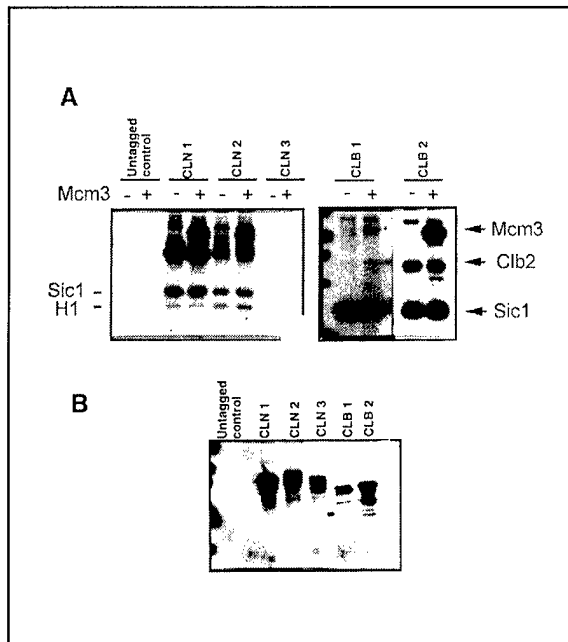 A
Untagged control
CLN 1
CLN 2
CLN 3
CLB 1
CLB 2
Mcm3 - + - + - + - + - + - +
Mcm3
Clb2
Sic1 -
H1 -
Sic1
B
Untagged control
CLN 1
CLN 2
CLN 3
CLB 1
CLB 2